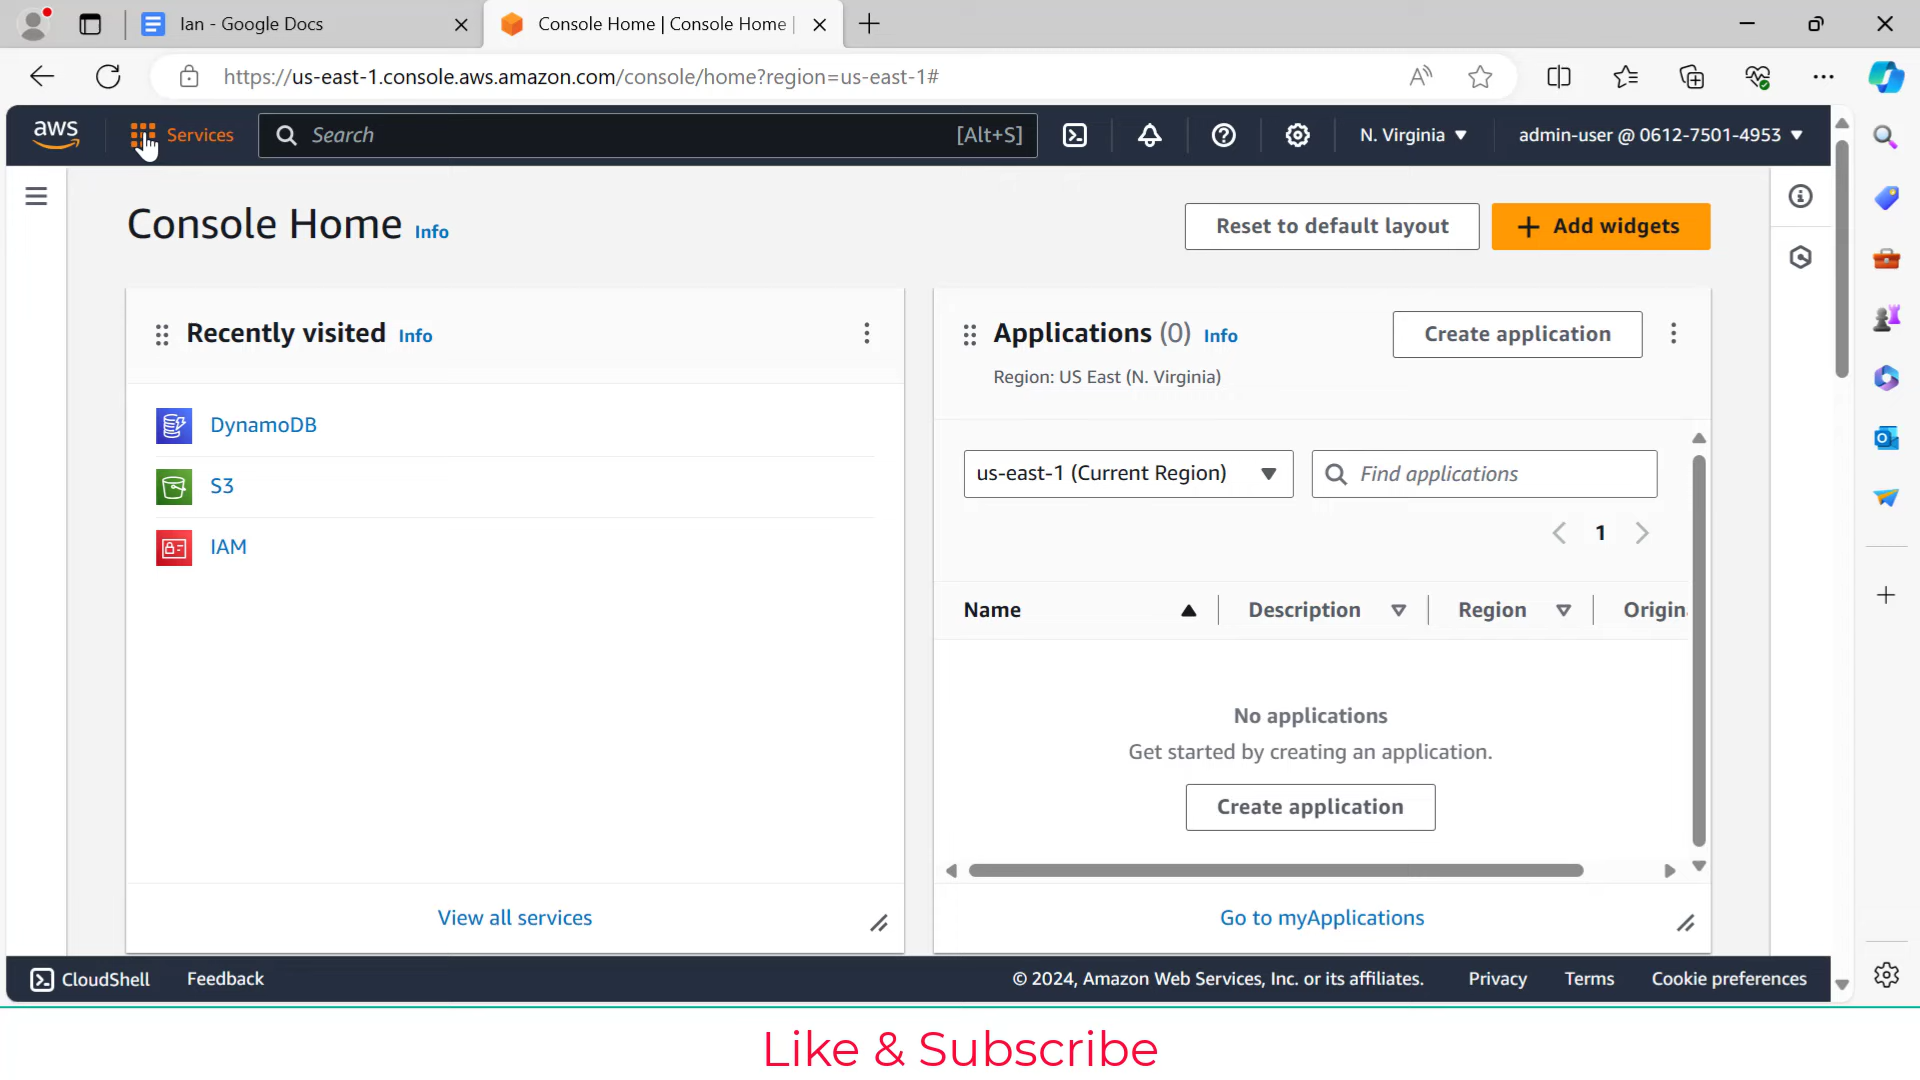 Ian - Google Docs
Console Home | Console Home |
https://us-east-1.console.aws.amazon.com/console/home?region=us-east-1#
aws
Services
Search
[Alt+S]
N. Virginia
admin-user @ 0612-7501-4953
Console Home
Info
Reset to default layout
Add widgets
Recently visited
Info
DynamoDB
S3
IAM
View all services
Applications (0)
Info
Create application
Region: US East (N. Virginia)
us-east-1 (Current Region)
Find applications
1
Name
Description
Region
Origin
No applications
Get started by creating an application.
Create application
Go to myApplications
CloudShell
Feedback
© 2024, Amazon Web Services, Inc. or its affiliates.
Privacy
Terms
Cookie preferences
Like & Subscribe